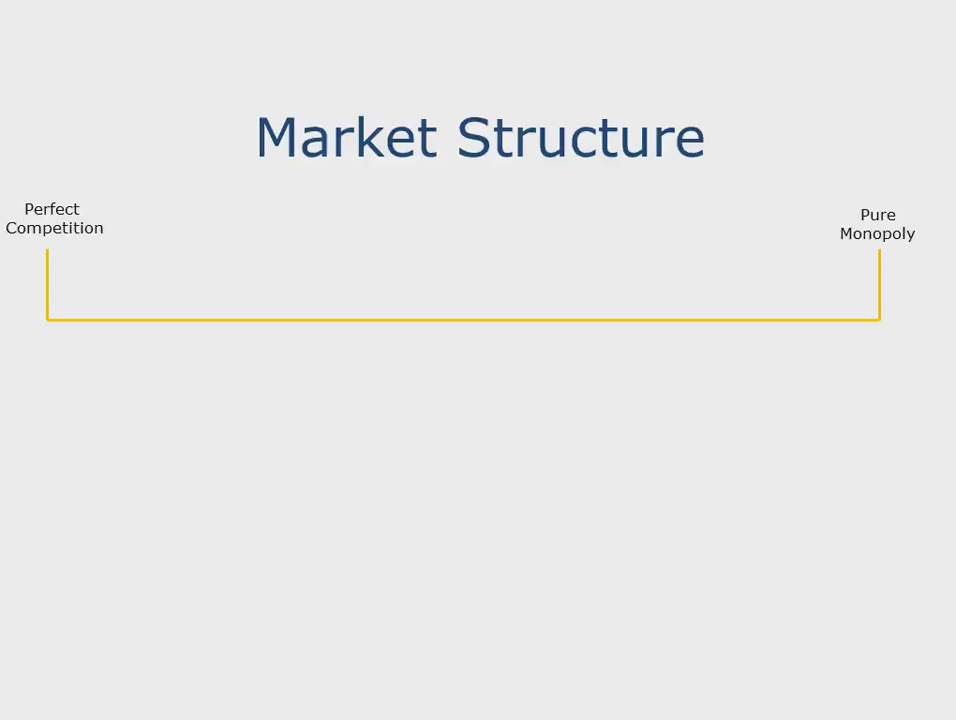 Market Structure
Perfect
Competition
Pure
Monopoly